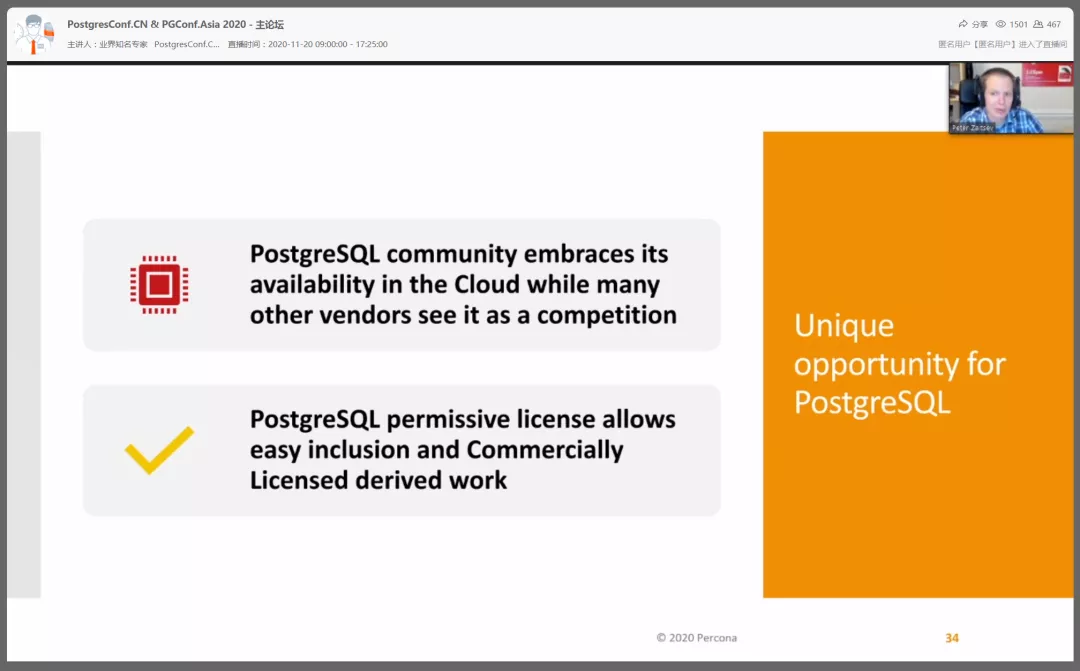 PostgresConf.CN & PGConf.Asia 2020 - 主论坛
分享 1501 467
主讲人：业界知名专家 PostgresConf.C... 直播时间：2020-11-20 09:00:00 - 17:25:00
匿名用户【匿名用户】进入了直播间
Peter Zaitsev
PostgreSQL community embraces its
availability in the Cloud while many
other vendors see it as a competition
PostgreSQL permissive license allows
easy inclusion and Commercially
Licensed derived work
Unique
opportunity for
PostgreSQL
© 2020 Percona
34